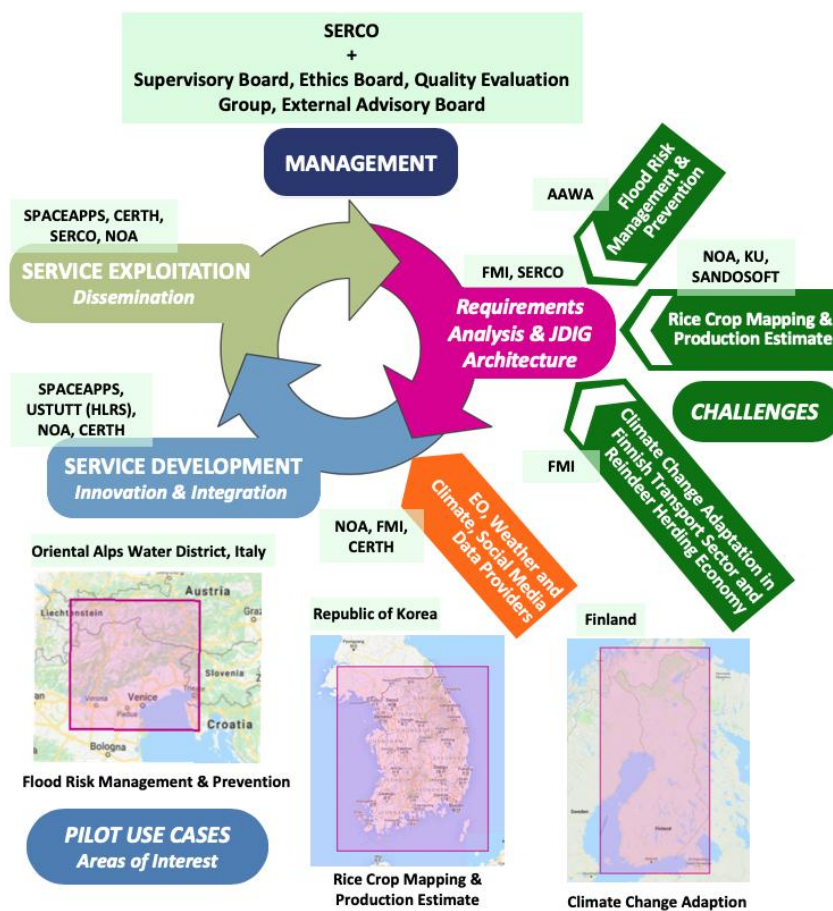 SERCO
+
Supervisory Board, Ethics Board, Quality Evaluation
Group, External Advisory Board
MANAGEMENT
SPACEAPPS, CERTH,
SERCO, NOA
SERVICE EXPLOITATION
Dissemination
FMI, SERCO
Requirements
Analysis & JDIG
Architecture
AAWA
Flood Risk
Management &
Prevention
NOA, KU,
SANDOSOFT
Rice Crop Mapping &
Production Estimate
CHALLENGES
FMI
Climate Change Adaptation in
Finnish Transport Sector and
Reindeer Herding Economy
SPACEAPPS,
USTUTT (HLRS),
NOA, CERTH
SERVICE DEVELOPMENT
Innovation & Integration
NOA, FMI,
CERTH
EO, Weather and
Climate, Social Media
Data Providers
Oriental Alps Water District, Italy
Austria
Liechtenstein
Graz
Slovenia
Verona
Venice
Padua
Croatia
Bologna
Flood Risk Management & Prevention
PILOT USE CASES
Areas of Interest
Republic of Korea
Rice Crop Mapping &
Production Estimate
Finland
Sweden
Finland
Climate Change Adaption